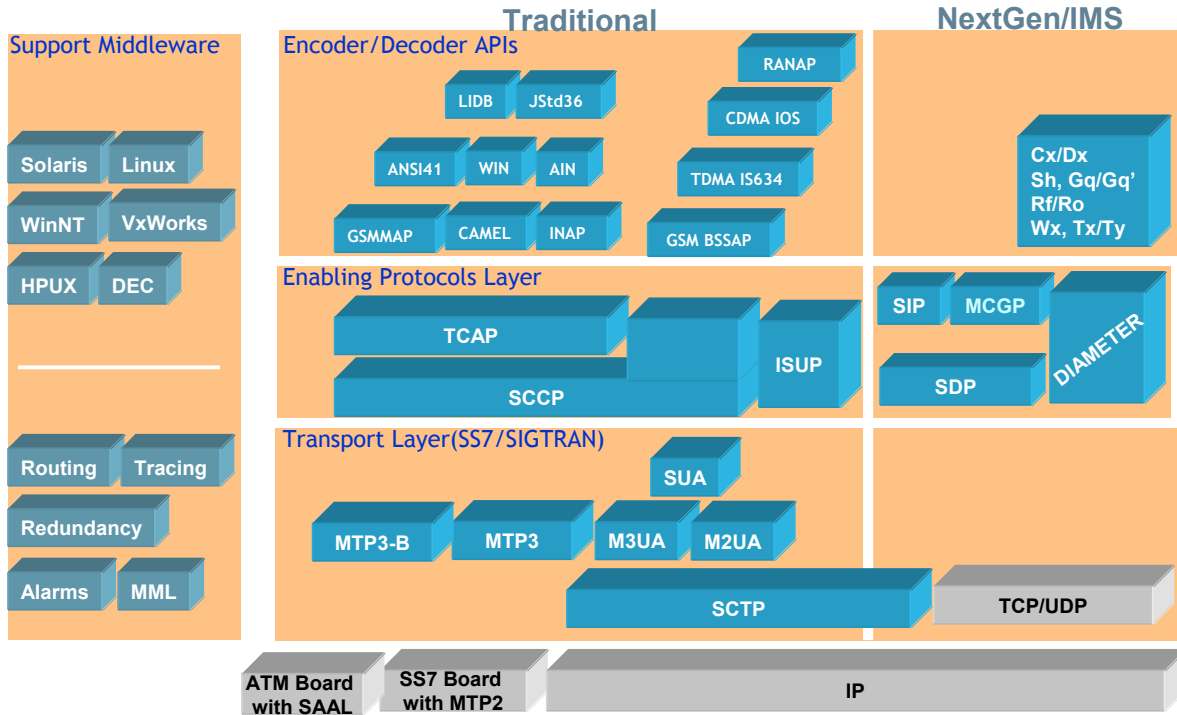 Traditional
NextGen/IMS
Support Middleware
Solaris
Linux
WinNT
VxWorks
HPUX
DEC
Routing
Tracing
Redundancy
Alarms
MML
Encoder/Decoder APIs
RANAP
LIDB
JStd36
CDMA IOS
ANSI41
WIN
AIN
TDMA IS634
GSMMAP
CAMEL
INAP
GSM BSSAP
Cx/Dx
Sh, Gq/Gq’
Rf/Ro
Wx, Tx/Ty
Enabling Protocols Layer
TCAP
SCCP
ISUP
SIP
MCGP
SDP
DIAMETER
Transport Layer(SS7/SIGTRAN)
SUA
MTP3-B
MTP3
M3UA
M2UA
SCTP
TCP/UDP
ATM Board
with SAAL
SS7 Board
with MTP2
IP